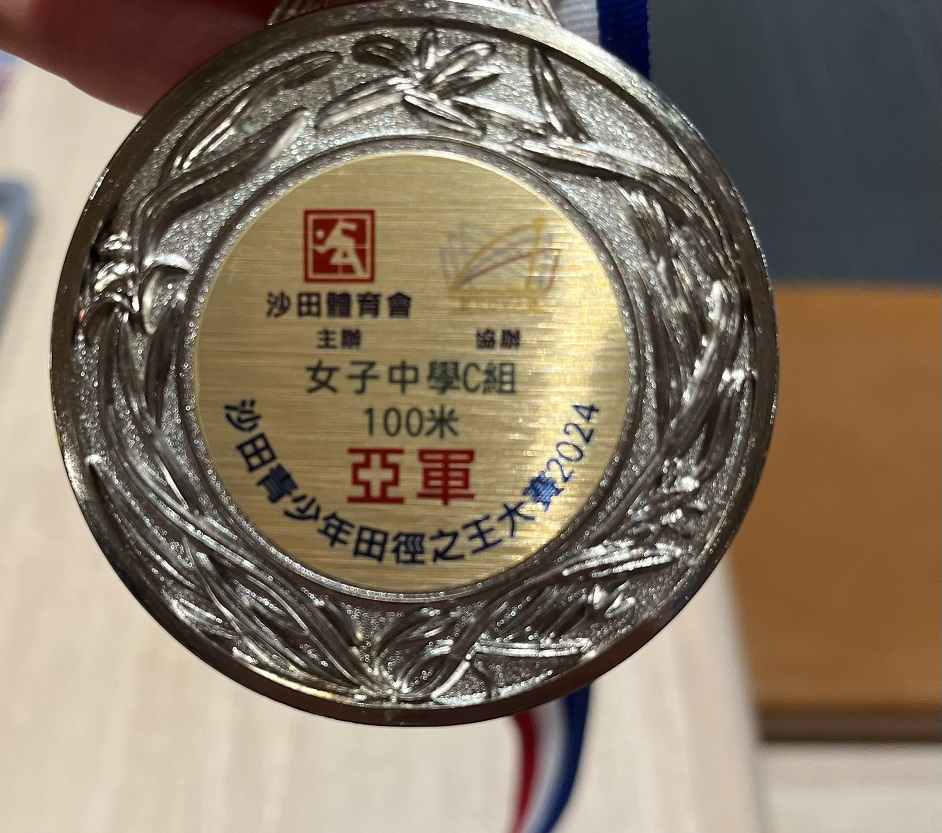 沙田體育會
主辦
協辦
女子中學C組
100米
亞軍
沙田青少年田徑之王大賽2024